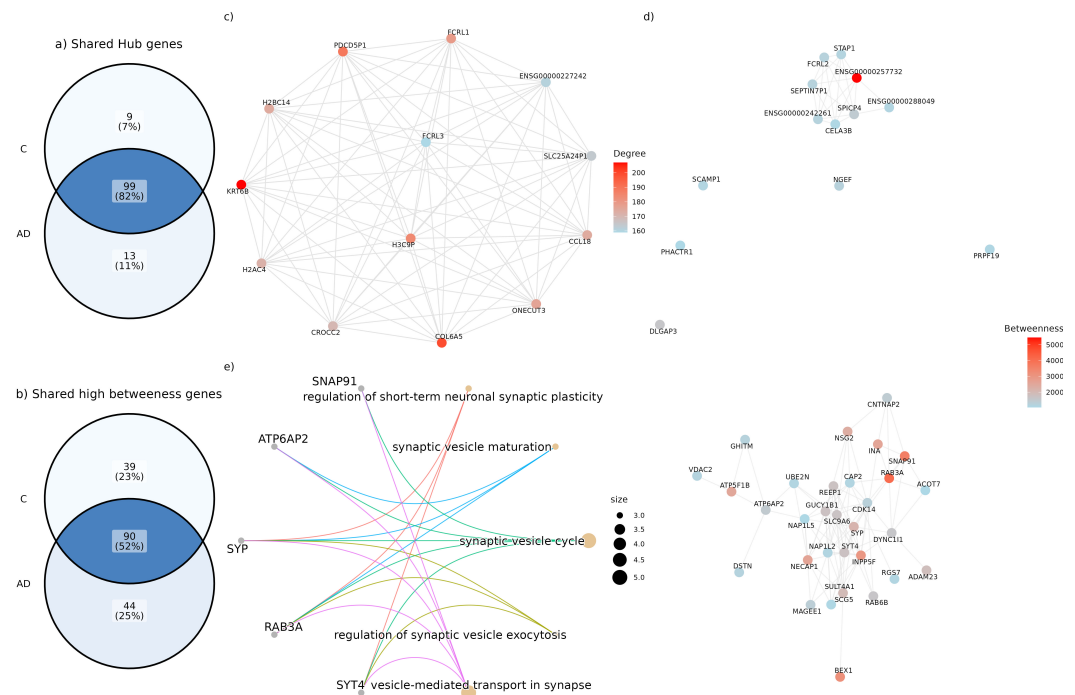 a) Shared Hub genes
C
AD
9
(7%)
99
(82%)
13
(11%)
b) Shared high betweeness genes
C
AD
39
(23%)
90
(52%)
44
(25%)
c)
FCRL1
PDCD5P1
ENSG00000227242
H2BC14
FCRL3
SLC25A24P1
KRT6B
CCL18
H3C9P
H2AC4
ONECUT3
CROCC2
COL6A5
Degree
200
190
180
170
160
d)
STAP1
FCRL2
ENSG00000257732
SEPTIN7P1
ENSG00000288049
SPICP4
ENSG00000242261
CELA3B
SCAMP1
NGEF
PHACTR1
PRPF19
DLGAP3
Betweenness
5000
4000
3000
2000
CNTNAP2
NSG2
GHITM
INA
SNAP91
VDAC2
RAB3A
UBE2N
CAP2
ACOT7
ATP5F1B
REEP1
ATP6AP2
GUCY1B1
CDK14
SLC9A6
NAP1L5
SYP
DYNC1I1
NAP1L2
SYT4
INPP5F
NECAP1
DSTN
RGS7
ADAM23
SULT4A1
SCG5
RAB6B
MAGEE1
BEX1
e)
SNAP91
regulation of short-term neuronal synaptic plasticity
ATP6AP2
synaptic vesicle maturation
SYP
synaptic vesicle cycle
RAB3A
regulation of synaptic vesicle exocytosis
SYT4
vesicle-mediated transport in synapse
size
3.0
3.5
4.0
4.5
5.0